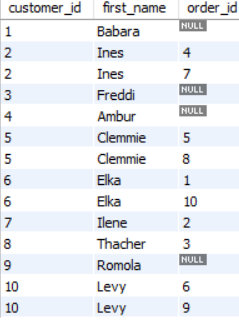 customer_id first_name order_id
1 Babara NULL
2 Ines 4
2 Ines 7
3 Freddi NULL
4 Ambur NULL
5 Clemmie 5
5 Clemmie 8
6 Elka 1
6 Elka 10
7 Ilene 2
8 Thacher 3
9 Romola NULL
10 Levy 6
10 Levy 9